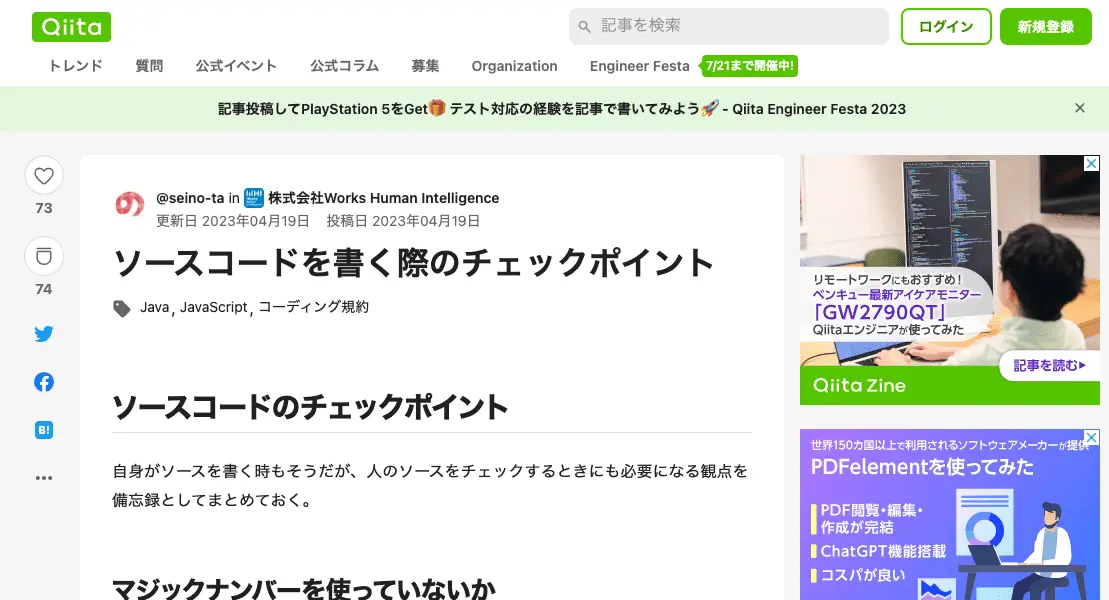 Qiita
記事を検索
ログイン
新規登録
トレンド 質問 公式イベント 公式コラム 募集 Organization Engineer Festa 7/21まで開催中!
記事投稿してPlayStation 5をGet🎁 テスト対応の経験を記事で書いてみよう🚀 - Qiita Engineer Festa 2023
73
74
B!
@seino-ta in 株式会社Works Human Intelligence
更新日 2023年04月19日 投稿日 2023年04月19日
ソースコードを書く際のチェックポイント
Java, JavaScript, コーディング規約
ソースコードのチェックポイント
自身がソースを書く時もそうだが、人のソースをチェックするときにも必要になる観点を
備忘録としてまとめておく。
マジックナンバーを使っていないか
リモートワークにもおすすめ!
ベンキュー最新アイケアモニター
「GW2790QT」
Qiitaエンジニアが使ってみた
記事を読む▶
Qiita Zine
世界150カ国以上で利用されるソフトウェアメーカーが提供
PDFelementを使ってみた
PDF閲覧・編集・
作成が完結
ChatGPT機能搭載
コスパが良い